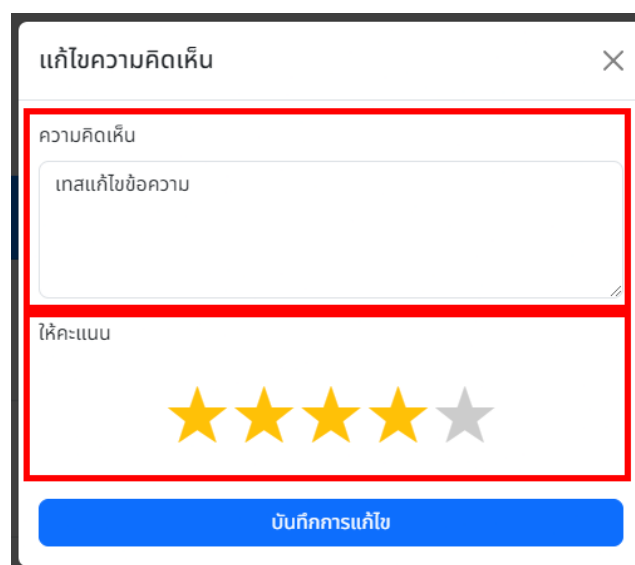 แก้ไขความคิดเห็น
ความคิดเห็น
เทสแก้ไขข้อความ
ให้คะแนน
บันทึกการแก้ไข